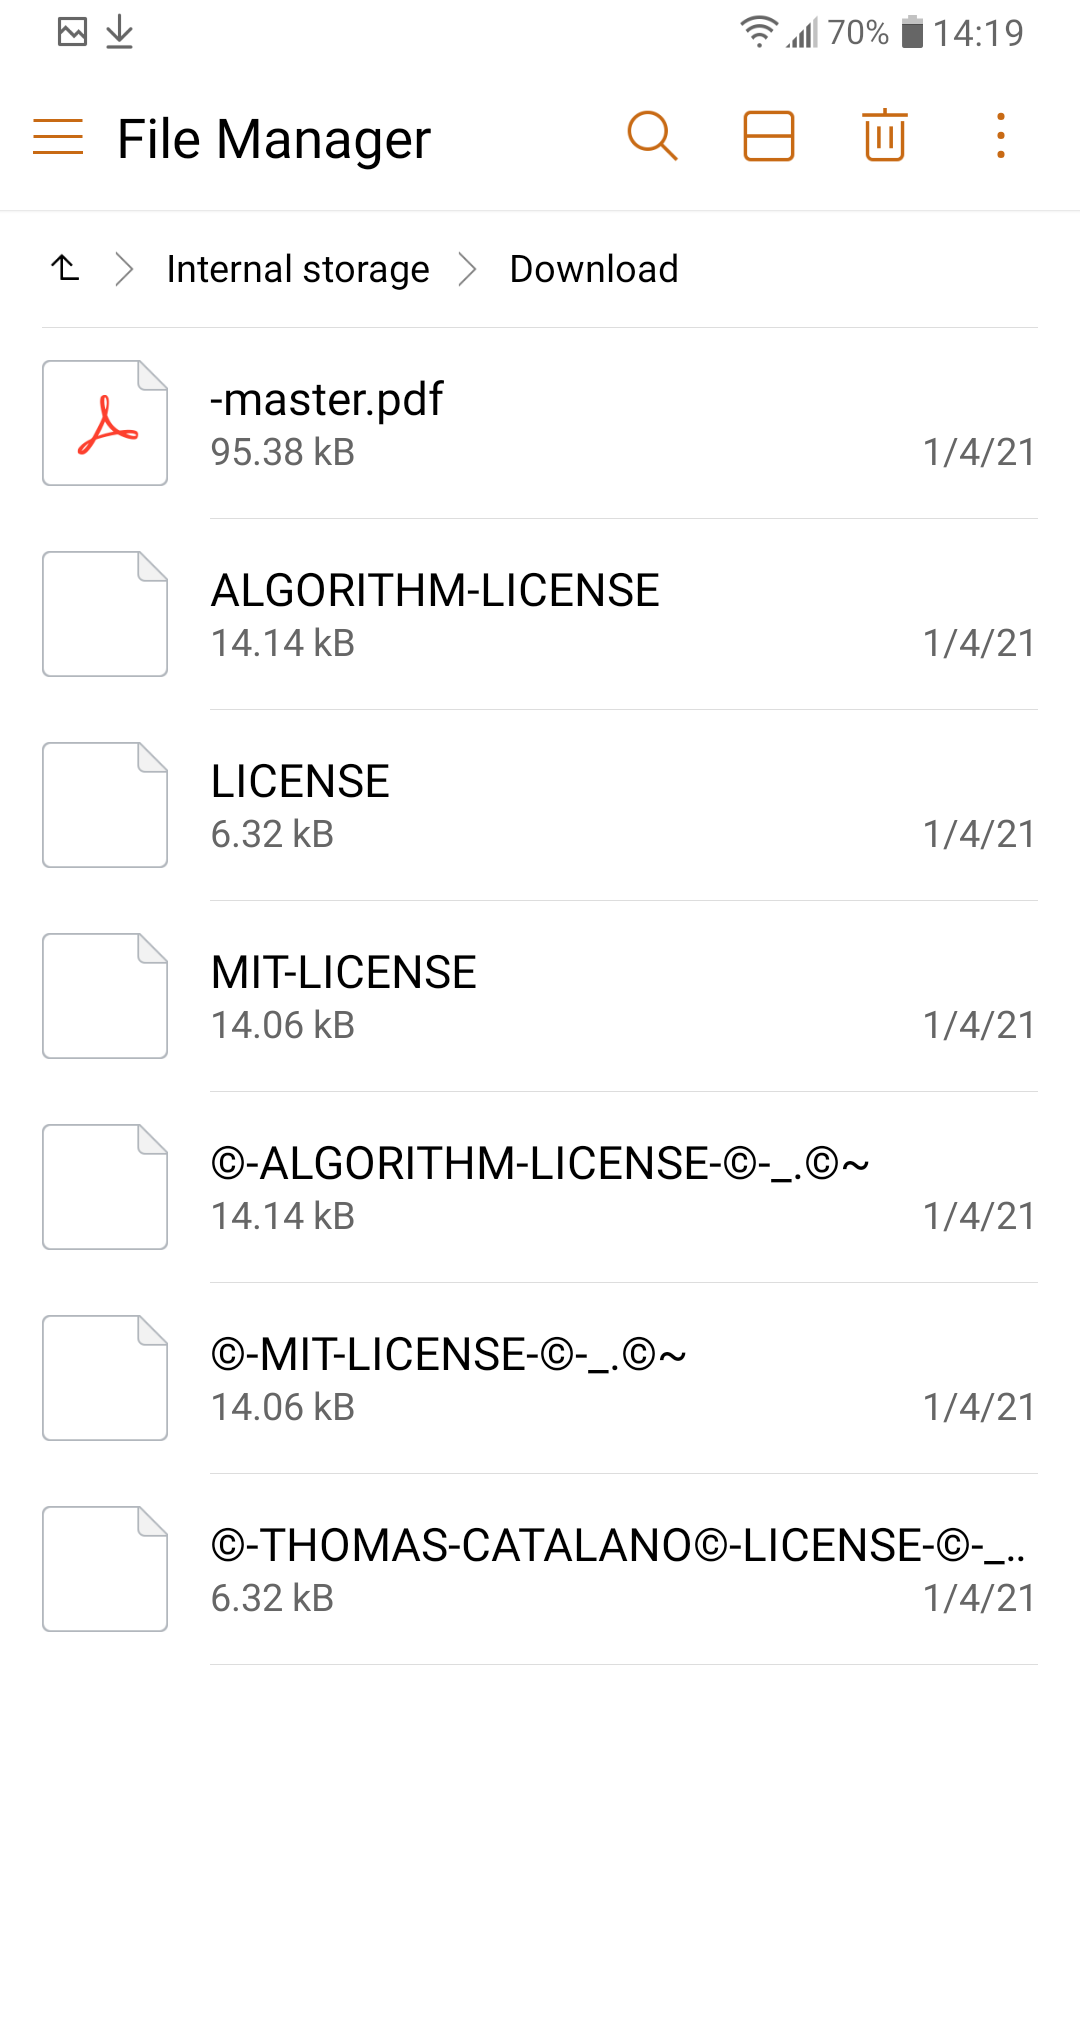 70% 14:19
File Manager
Internal storage > Download
-master.pdf
95.38 kB 1/4/21
ALGORITHM-LICENSE
14.14 kB 1/4/21
LICENSE
6.32 kB 1/4/21
MIT-LICENSE
14.06 kB 1/4/21
©-ALGORITHM-LICENSE-©-_.©~
14.14 kB 1/4/21
©-MIT-LICENSE-©-_.©~
14.06 kB 1/4/21
©-THOMAS-CATALANO©-LICENSE-©-_..
6.32 kB 1/4/21